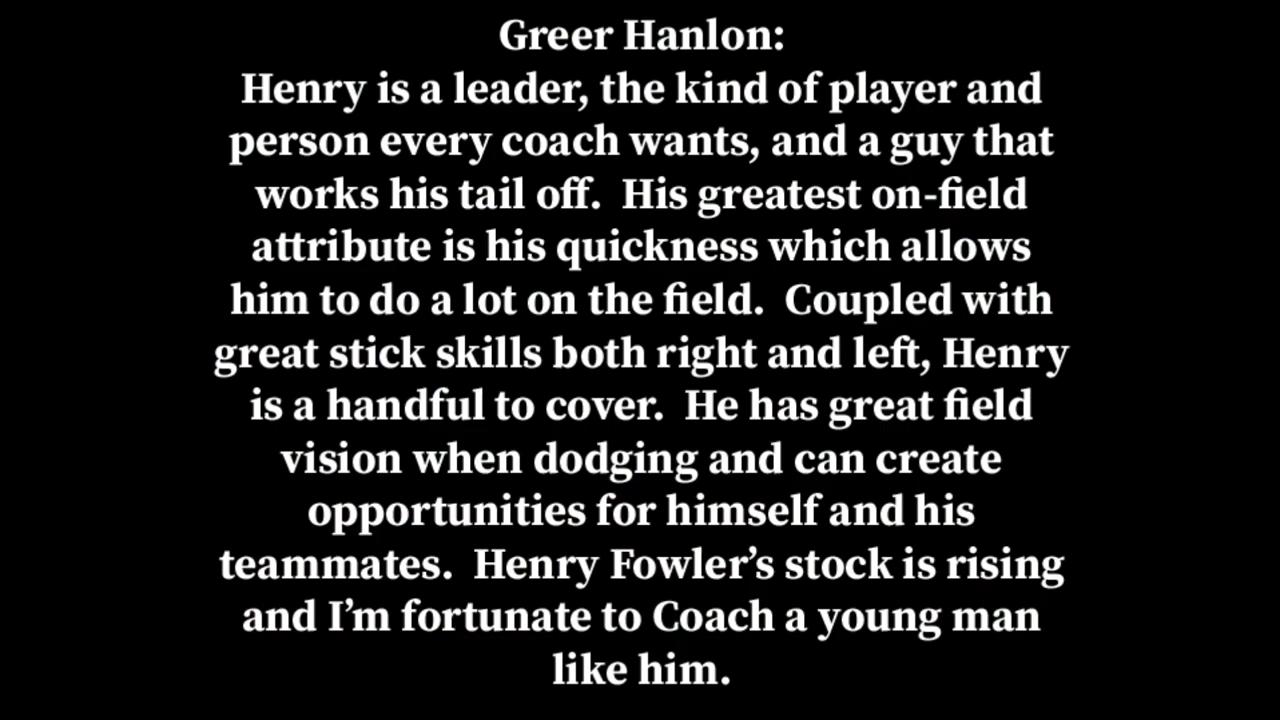 Greer Hanlon:
Henry is a leader, the kind of player and
person every coach wants, and a guy that
works his tail off.  His greatest on-field
attribute is his quickness which allows
him to do a lot on the field.  Coupled with
great stick skills both right and left, Henry
is a handful to cover.  He has great field
vision when dodging and can create
opportunities for himself and his
teammates.  Henry Fowler’s stock is rising
and I’m fortunate to Coach a young man
like him.